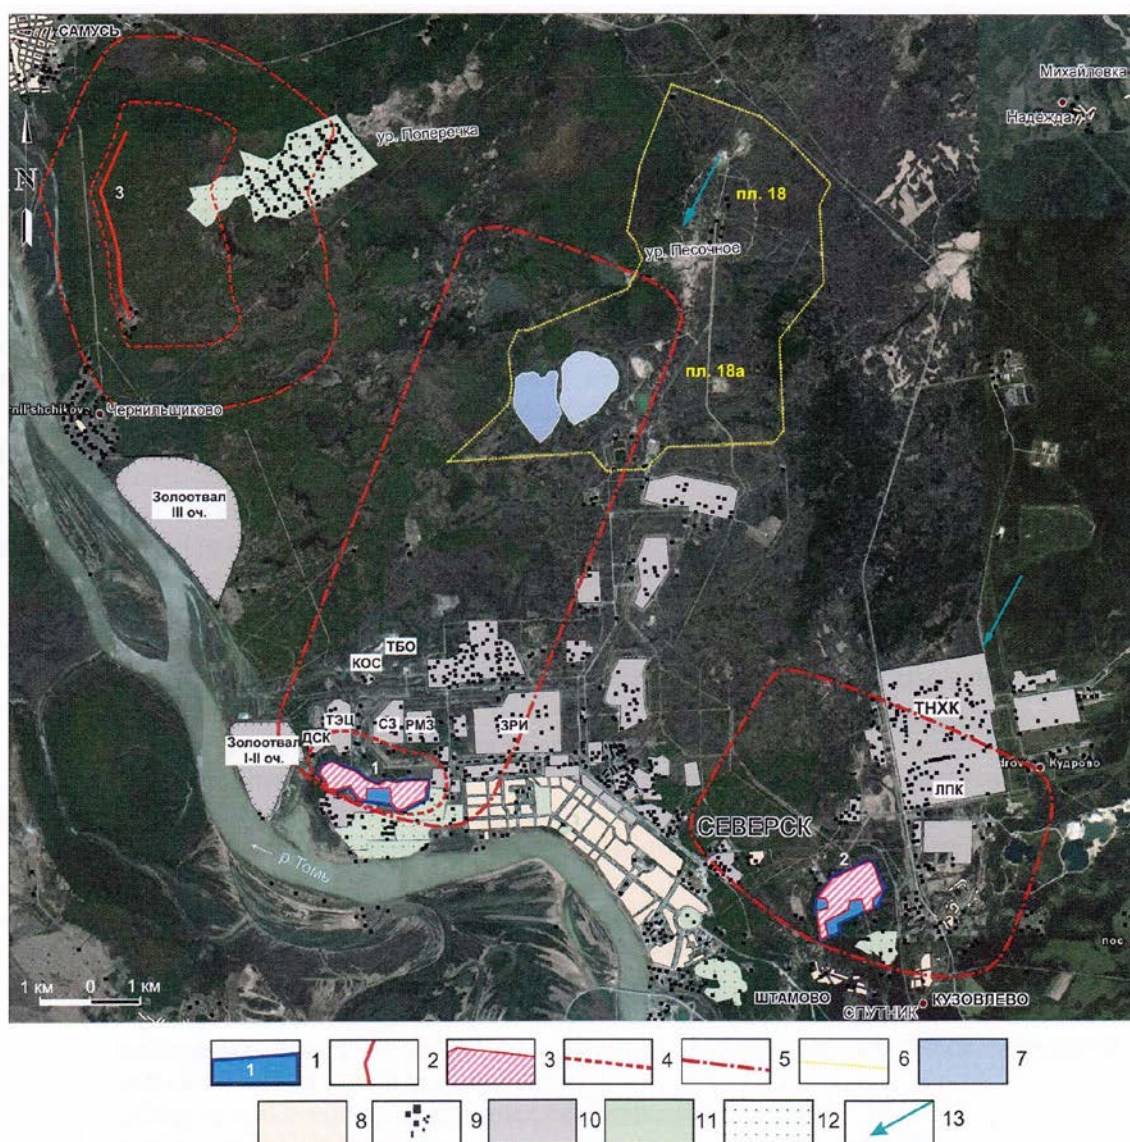 САМУСЬ
Михайловка
Надежда
ур. Поперечка
N
3
пл. 18
ур. Песочное
пл. 18а
Чернильщиково
Золоотвал
III оч.
ТБО
КОС
ТЭЦ
СЗ
РМЗ
ДСК
ЗРИ
ТНХК
Золоотвал
I-II оч.
1
Кудрово
ЛПК
СЕВЕРСК
р. Томь
2
пос
1 км 0 1 км
ШТАМОВО
СПУТНИК
КУЗОВЛЕВО
1 1 2 3 4 5 6 7
8 9 10 11 12 13